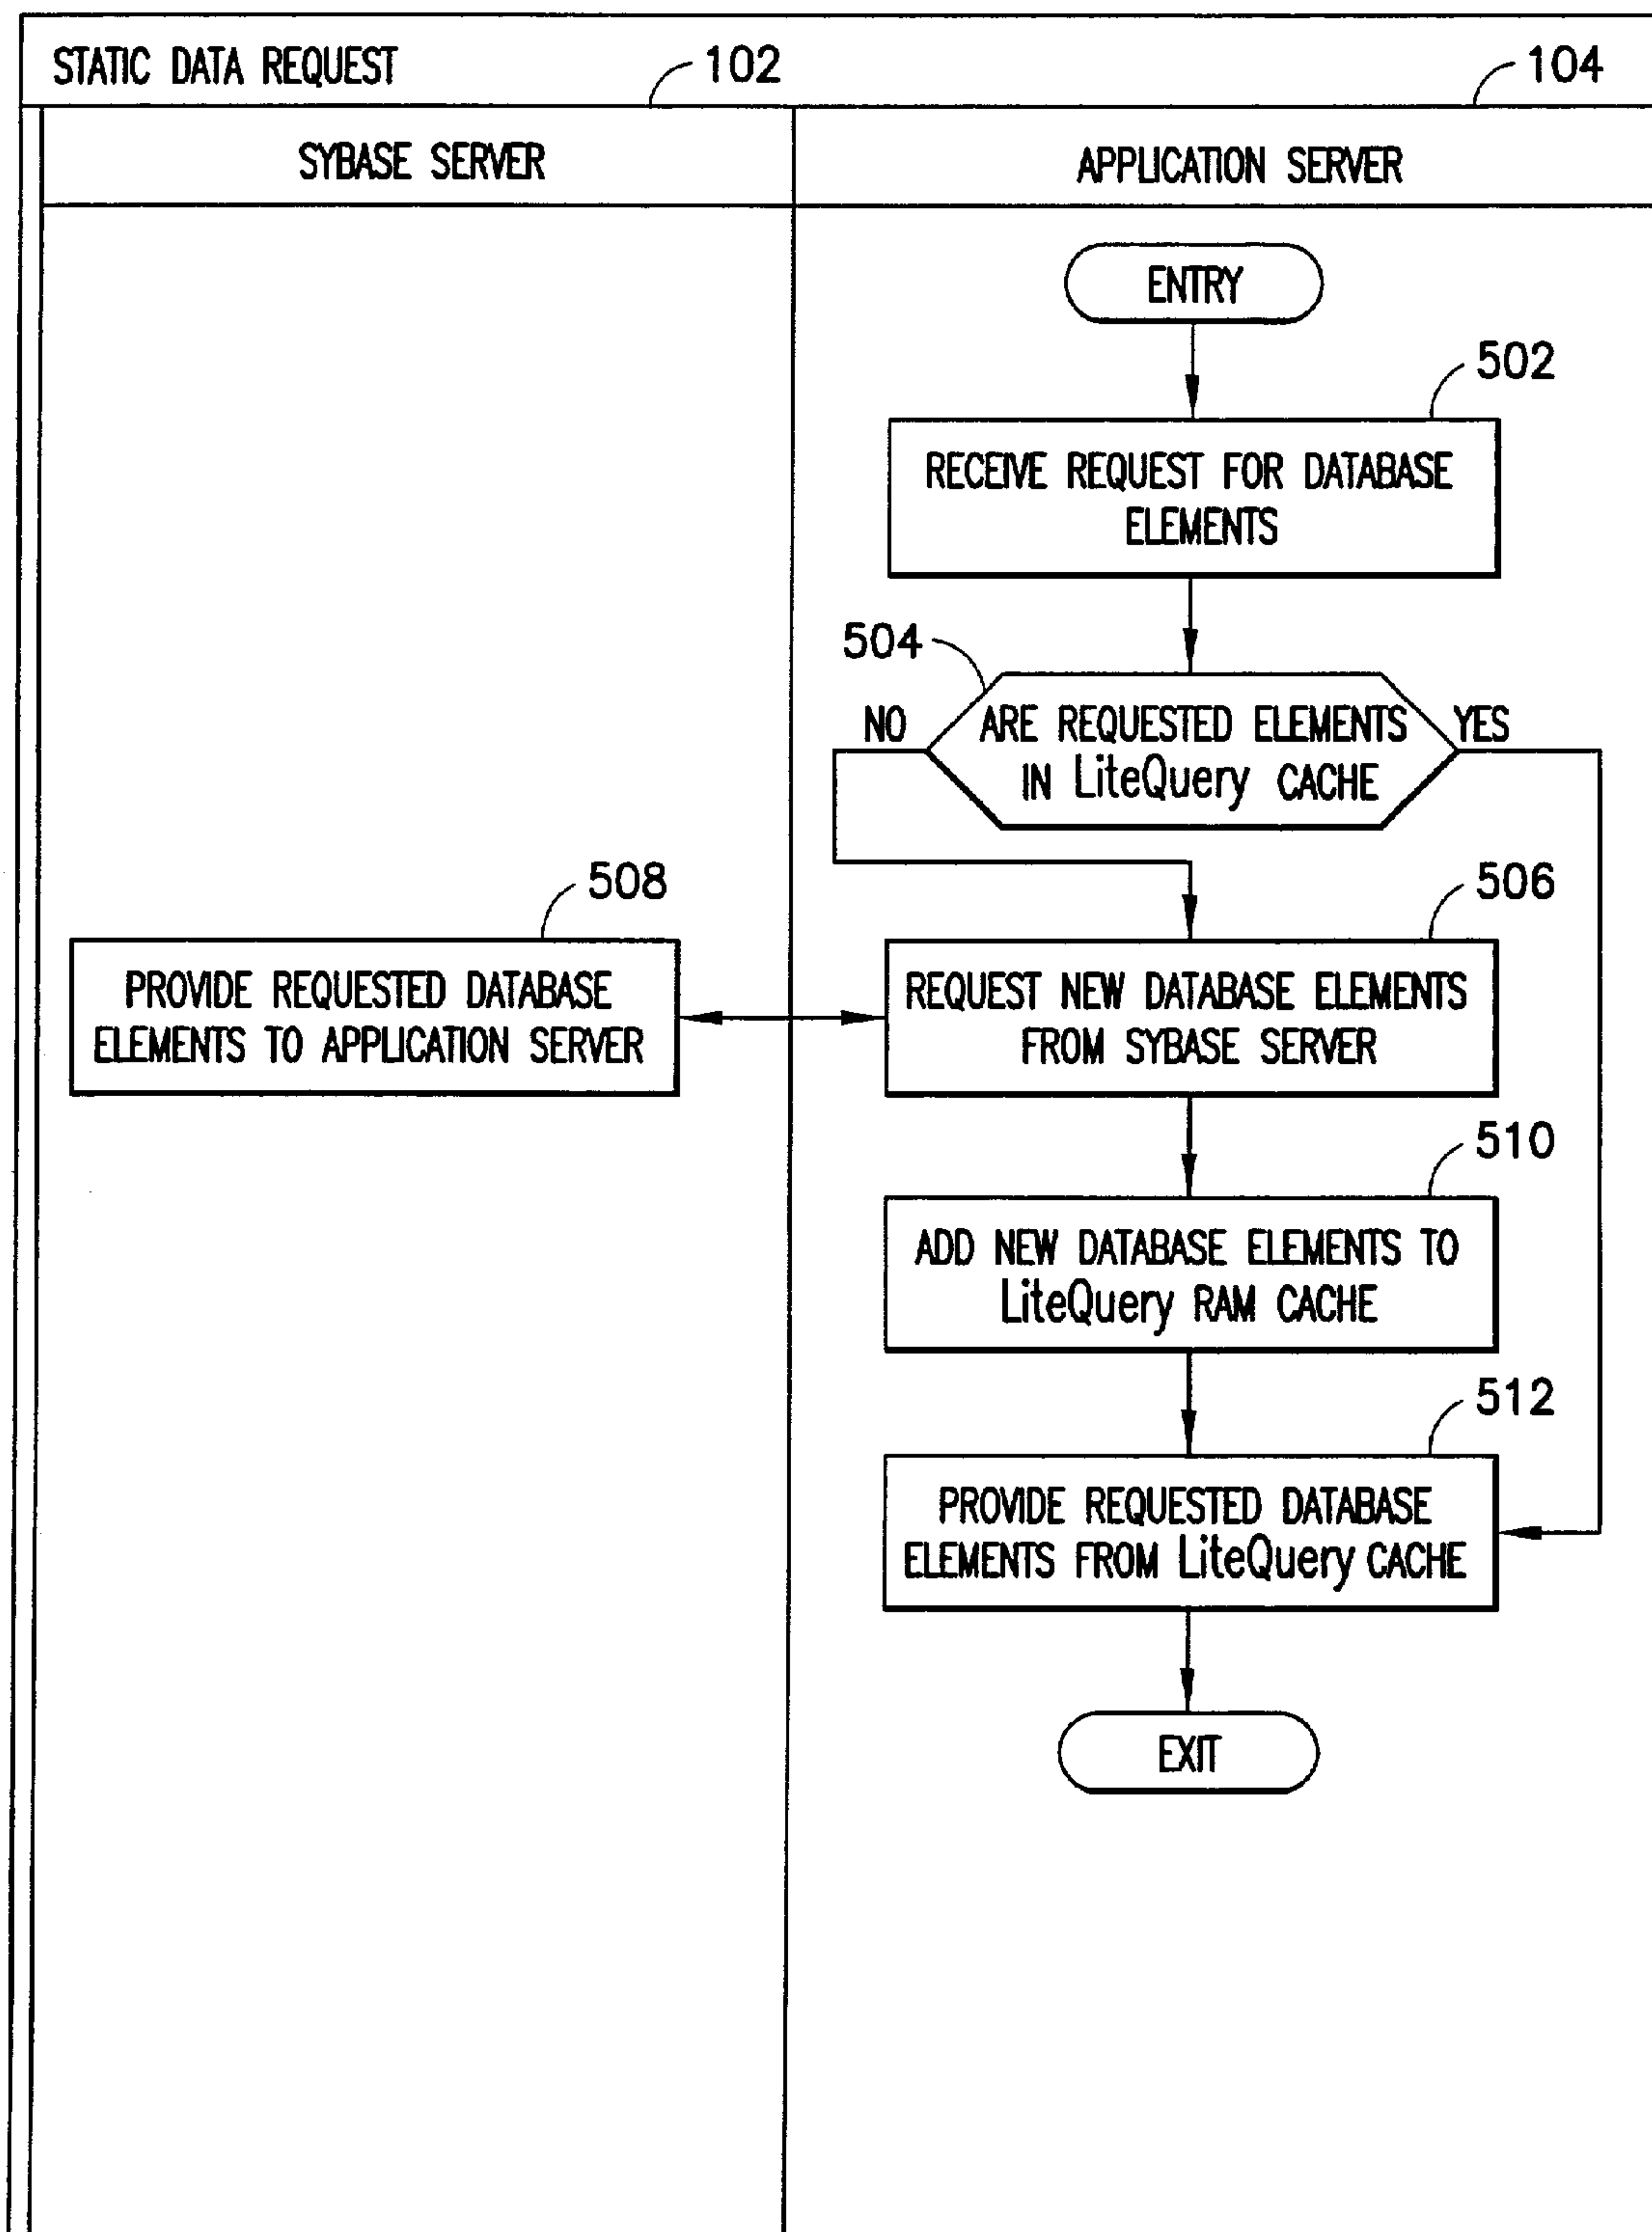 STATIC DATA REQUEST
102
104
SYBASE SERVER
APPLICATION SERVER
ENTRY
502
RECEIVE REQUEST FOR DATABASE
ELEMENTS
504
NO
ARE REQUESTED ELEMENTS
IN LiteQuery CACHE
YES
508
506
PROVIDE REQUESTED DATABASE
ELEMENTS TO APPLICATION SERVER
REQUEST NEW DATABASE ELEMENTS
FROM SYBASE SERVER
510
ADD NEW DATABASE ELEMENTS TO
LiteQuery RAM CACHE
512
PROVIDE REQUESTED DATABASE
ELEMENTS FROM LiteQuery CACHE
EXIT